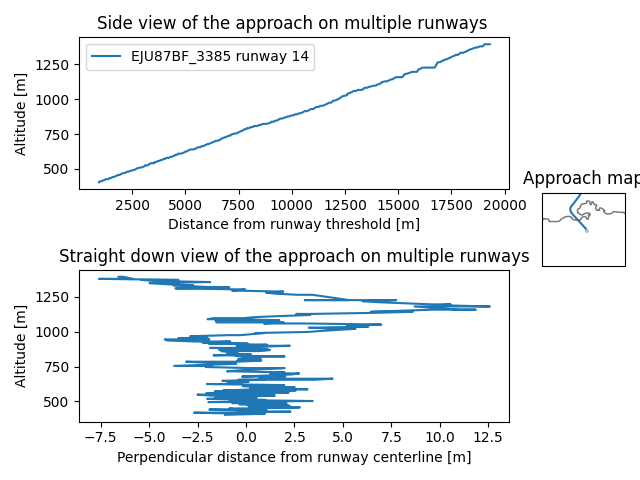 Side view of the approach on multiple runways
EJU87BF_3385 runway 14
Altitude [m]
1250
1000
750
500
2500 5000 7500 10000 12500 15000 17500 20000
Distance from runway threshold [m]
Approach map
Straight down view of the approach on multiple runways
Altitude [m]
1250
1000
750
500
−7.5 −5.0 −2.5 0.0 2.5 5.0 7.5 10.0 12.5
Perpendicular distance from runway centerline [m]